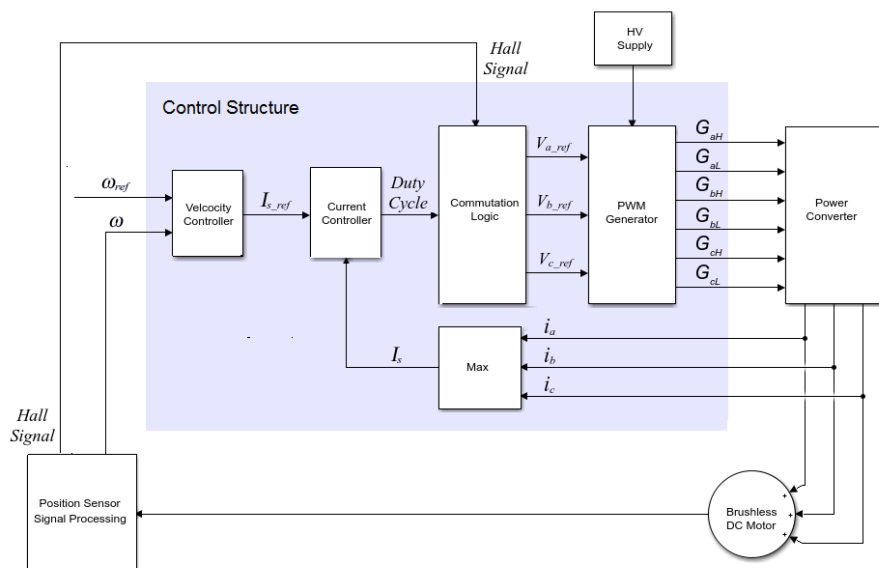 HV
Supply
Hall
Signal
Control Structure
G_aH
G_aL
G_bH
G_bL
G_cH
G_cL
V_a_ref
V_b_ref
V_c_ref
ω_ref
ω
Velcocity
Controller
I_s_ref
Current
Controller
Duty
Cycle
Commutation
Logic
PWM
Generator
Power
Converter
i_a
i_b
i_c
I_s
Max
Hall
Signal
Position Sensor
Signal Processing
Brushless
DC Motor
+
+
+